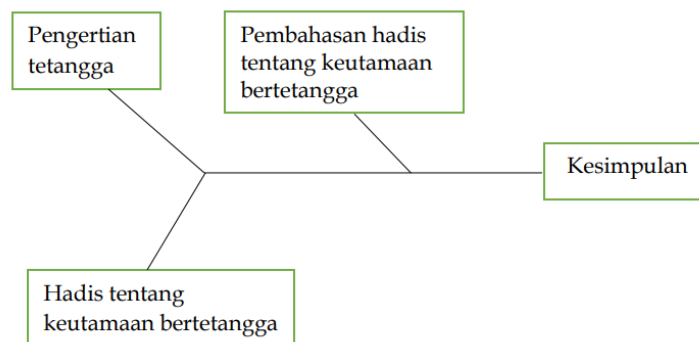 Pengertian
tetangga
Pembahasan hadis
tentang keutamaan
bertetangga
Kesimpulan
Hadis tentang
keutamaan bertetangga